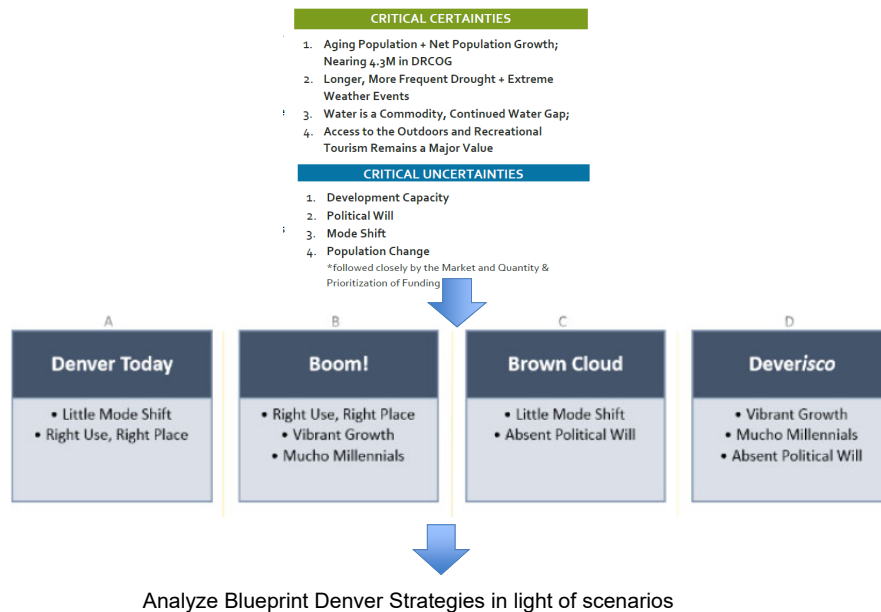 CRITICAL CERTAINTIES
1. Aging Population + Net Population Growth;
Nearing 4.3M in DRCOG
2. Longer, More Frequent Drought + Extreme
Weather Events
3. Water is a Commodity, Continued Water Gap;
4. Access to the Outdoors and Recreational
Tourism Remains a Major Value
CRITICAL UNCERTAINTIES
1. Development Capacity
2. Political Will
3. Mode Shift
4. Population Change
*followed closely by the Market and Quantity &
Prioritization of Funding
A
Denver Today
• Little Mode Shift
• Right Use, Right Place
B
Boom!
• Right Use, Right Place
• Vibrant Growth
• Mucho Millennials
C
Brown Cloud
• Little Mode Shift
• Absent Political Will
D
Deverisco
• Vibrant Growth
• Mucho Millennials
• Absent Political Will
Analyze Blueprint Denver Strategies in light of scenarios